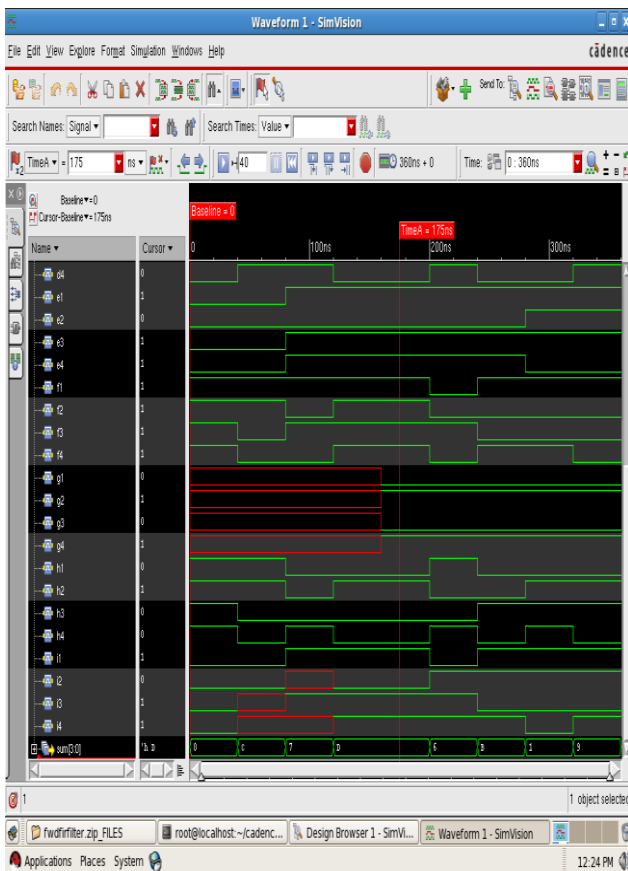 Waveform 1 - SimVision
File Edit View Explore Format Simulation Windows Help
cādence
Send To:
Search Names: Signal
Search Times: Value
x2 TimeA = 175 ns
40
360ns + 0
Time: 0 : 360ns
Baseline = 0
Cursor-Baseline = 175ns
Baseline = 0
TimeA = 175ns
Name Cursor 0 100ns 200ns 300ns
d4 0
e1 1
e2 0
e3 1
e4 1
f1 1
f2 1
f3 1
f4 1
g1 0
g2 1
g3 0
g4 1
h1 0
h2 1
h3 0
h4 0
i1 1
i2 0
i3 1
i4 1
sum[3:0] 'h D 0 C 7 D 6 B 1 9
1
1 object selected
fwdfirfilter.zip_FILES root@localhost:~/cadenc... Design Browser 1 - SimVi... Waveform 1 - SimVision
Applications Places System 12:24 PM